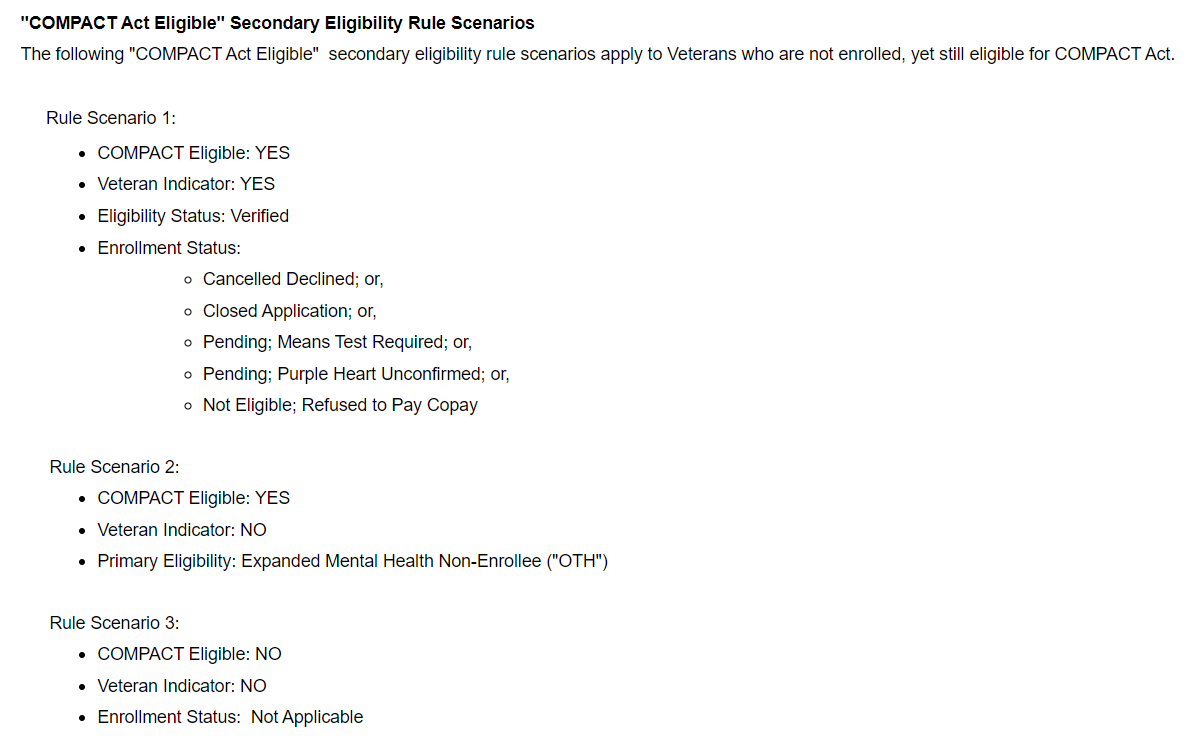 "COMPACT Act Eligible" Secondary Eligibility Rule Scenarios
The following "COMPACT Act Eligible"  secondary eligibility rule scenarios apply to Veterans who are not enrolled, yet still eligible for COMPACT Act.
Rule Scenario 1:
• COMPACT Eligible: YES
• Veteran Indicator: YES
• Eligibility Status: Verified
• Enrollment Status:
○ Cancelled Declined; or,
○ Closed Application; or,
○ Pending; Means Test Required; or,
○ Pending; Purple Heart Unconfirmed; or,
○ Not Eligible; Refused to Pay Copay
Rule Scenario 2:
• COMPACT Eligible: YES
• Veteran Indicator: NO
• Primary Eligibility: Expanded Mental Health Non-Enrollee ("OTH")
Rule Scenario 3:
• COMPACT Eligible: NO
• Veteran Indicator: NO
• Enrollment Status:  Not Applicable